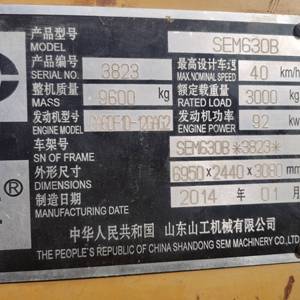 产品型号 SEM630B
MODEL
产品编号 3823 最高设计车速 40 km/h
SERIAL NO. MAX.NOMINAL SPEED
整机质量 9600 kg 额定载重量 3000 kg
MASS RATED LOAD
发动机型号 发动机功率 92 kW
ENGINE MODEL ENGINE POWER
车架号 SEM630B*3823*
SN OF FRAME
外形尺寸 6950×2440×3080 mm
DIMENSIONS
制造日期 2014 年 01 月
MANUFACTURED DATE
中华人民共和国 山东山工机械有限公司
THE PEOPLE'S REPUBLIC OF CHINA SHANDONG SEM MACHINERY CO.,LTD
®